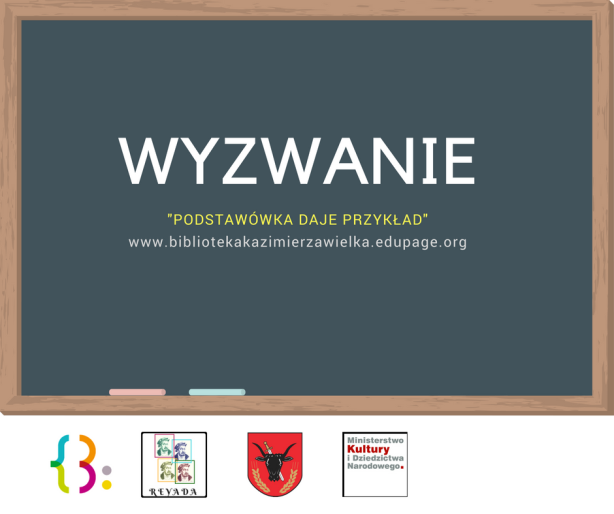 WYZWANIE
"PODSTAWÓWKA DAJE PRZYKŁAD"
www.bibliotekakazimierzawielka.edupage.org
REYADA
Ministerstwo
Kultury
i Dziedzictwa
Narodowego.